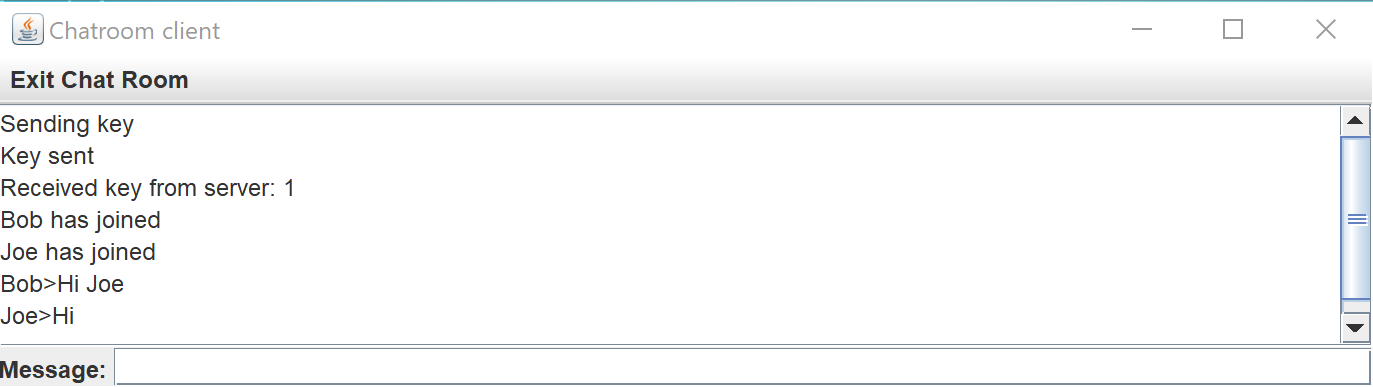 Chatroom client
Exit Chat Room
Sending key
Key sent
Received key from server: 1
Bob has joined
Joe has joined
Bob>Hi Joe
Joe>Hi
Message: